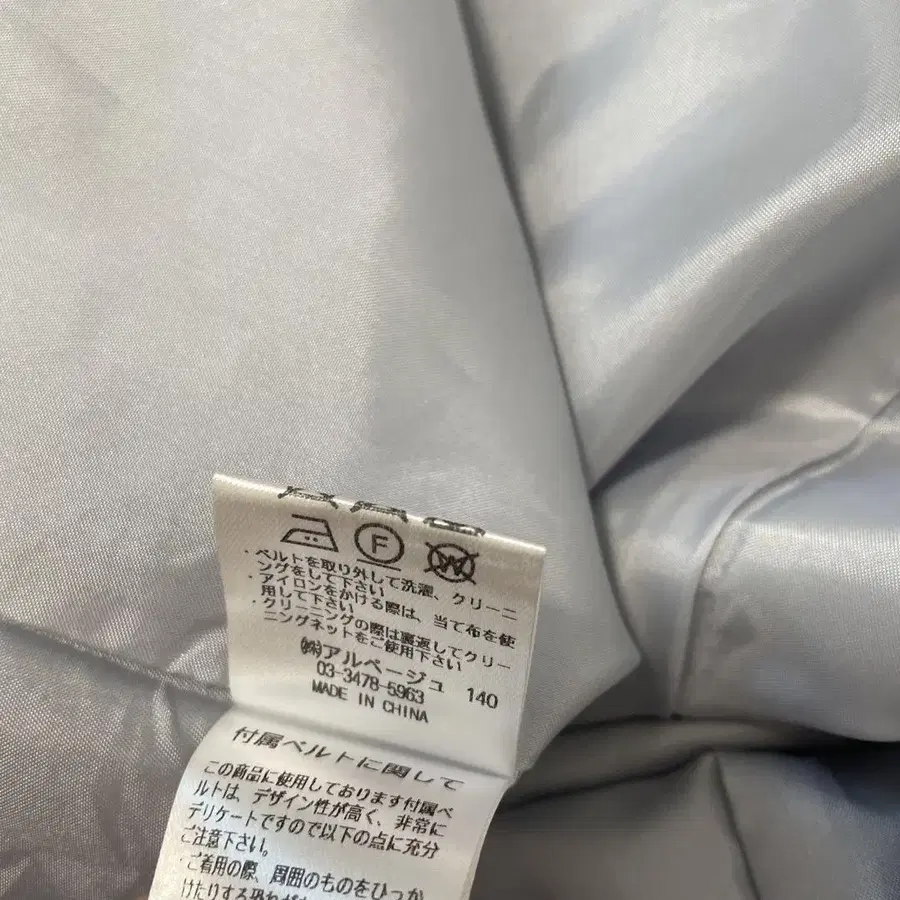 F
W
・ベルトを取り外して洗濯、クリーニ
ングをして下さい
・アイロンをかける際は、当て布を使
用して下さい
・クリーニングの際は裏返してクリー
ニングネットをご使用下さい
㈱アルページュ 140
03-3478-5963
MADE IN CHINA
付属ベルトに関して
この商品に使用しております付属ベ
ルトは、デザイン性が高く、非常に
デリケートですので以下の点に充分
ご注意下さい。
・ご着用の際、周囲のものをひっか
けたりする恐れが